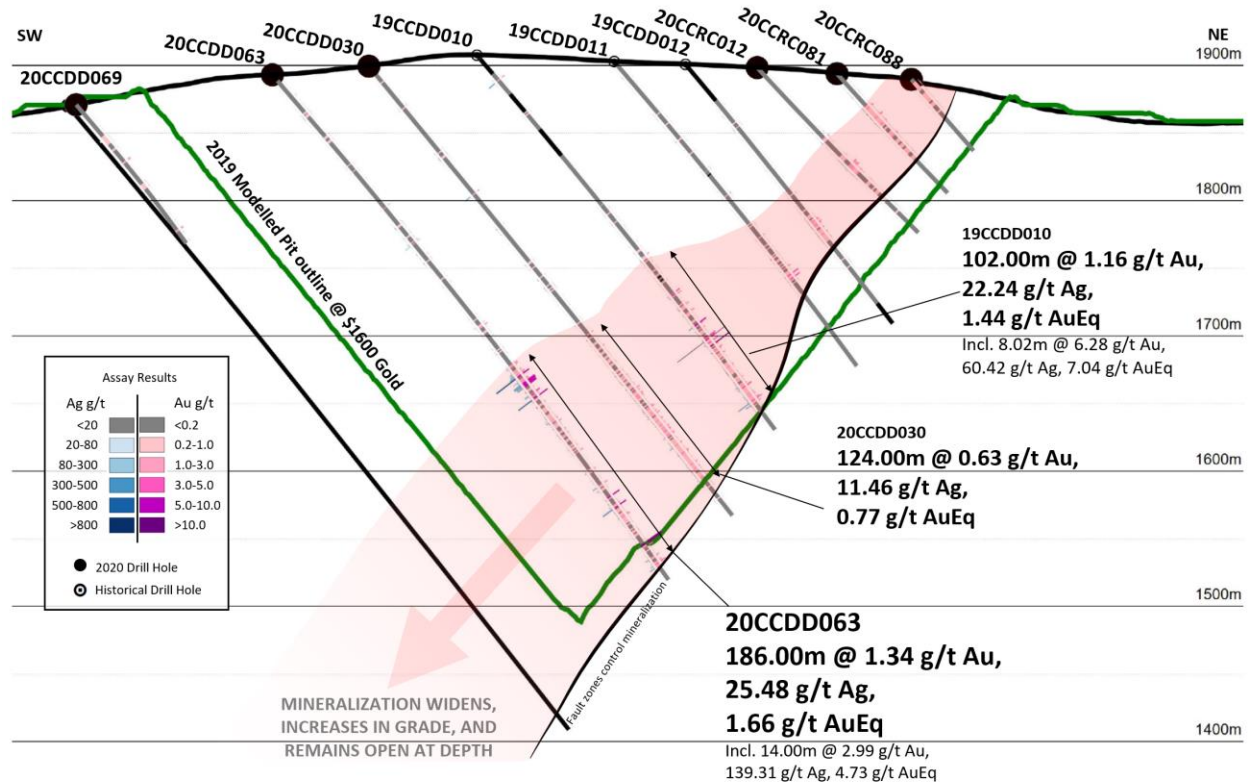 SW
NE
20CCDD069
20CCDD063
20CCDD030
19CCDD010
19CCDD011
19CCDD012
20CCRC012
20CCRC081
20CCRC088
1900m
1800m
1700m
1600m
1500m
1400m
2019 Modelled Pit outline @ $1600 Gold
19CCDD010
102.00m @ 1.16 g/t Au,
22.24 g/t Ag,
1.44 g/t AuEq
Incl. 8.02m @ 6.28 g/t Au,
60.42 g/t Ag, 7.04 g/t AuEq
20CCDD030
124.00m @ 0.63 g/t Au,
11.46 g/t Ag,
0.77 g/t AuEq
20CCDD063
186.00m @ 1.34 g/t Au,
25.48 g/t Ag,
1.66 g/t AuEq
Incl. 14.00m @ 2.99 g/t Au,
139.31 g/t Ag, 4.73 g/t AuEq
Assay Results
Ag g/t Au g/t
<20 <0.2
20-80 0.2-1.0
80-300 1.0-3.0
300-500 3.0-5.0
500-800 5.0-10.0
>800 >10.0
2020 Drill Hole
Historical Drill Hole
Fault zones control mineralization
MINERALIZATION WIDENS,
INCREASES IN GRADE, AND
REMAINS OPEN AT DEPTH